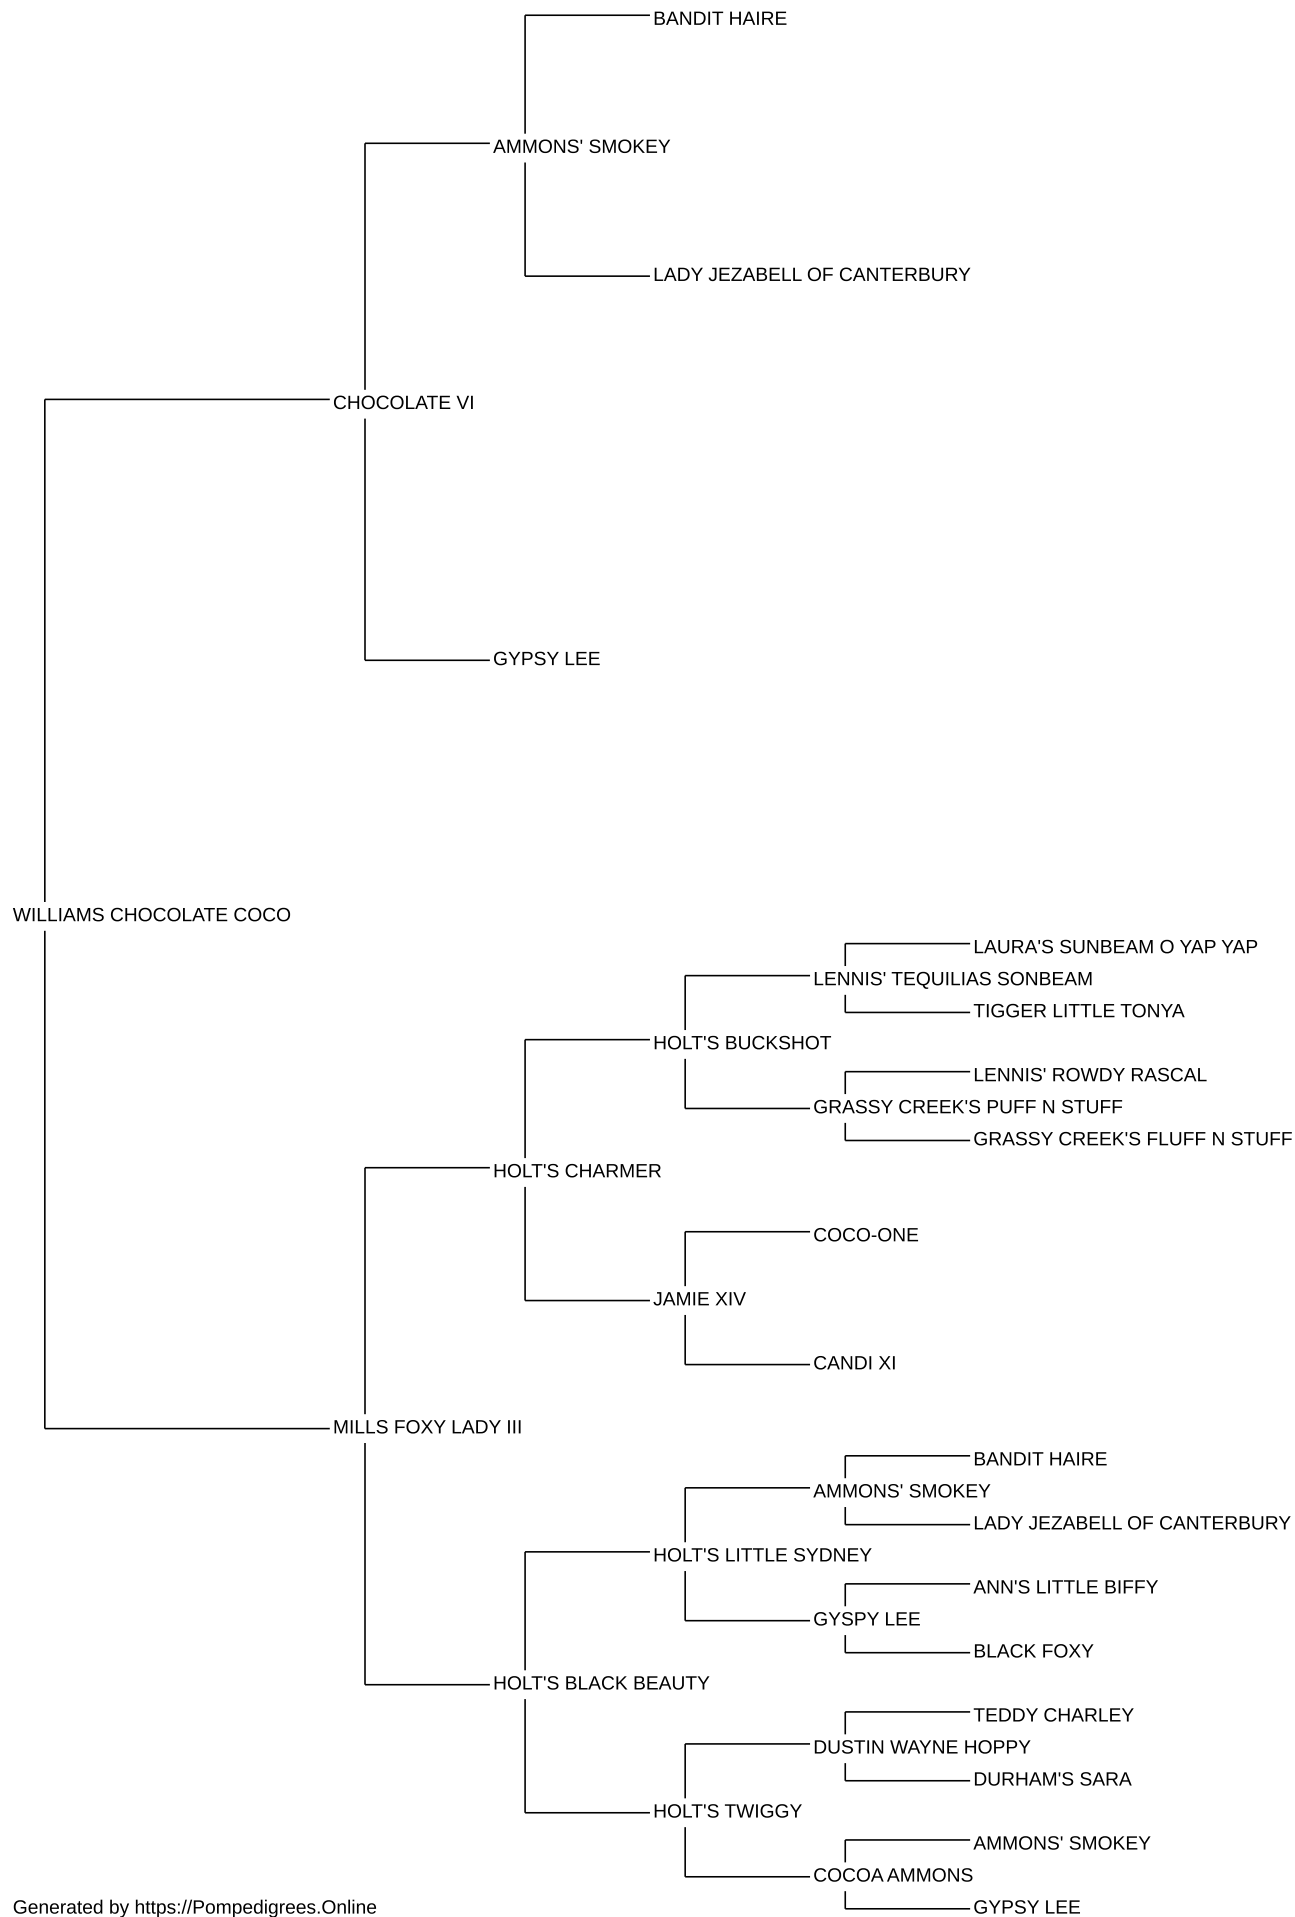 BANDIT HAIRE
AMMONS' SMOKEY
LADY JEZABELL OF CANTERBURY
CHOCOLATE VI
GYPSY LEE
WILLIAMS CHOCOLATE COCO
LAURA'S SUNBEAM O YAP YAP
LENNIS' TEQUILIAS SONBEAM
TIGGER LITTLE TONYA
HOLT'S BUCKSHOT
LENNIS' ROWDY RASCAL
GRASSY CREEK'S PUFF N STUFF
GRASSY CREEK'S FLUFF N STUFF
HOLT'S CHARMER
COCO-ONE
JAMIE XIV
CANDI XI
MILLS FOXY LADY III
BANDIT HAIRE
AMMONS' SMOKEY
LADY JEZABELL OF CANTERBURY
HOLT'S LITTLE SYDNEY
ANN'S LITTLE BIFFY
GYSPY LEE
BLACK FOXY
HOLT'S BLACK BEAUTY
TEDDY CHARLEY
DUSTIN WAYNE HOPPY
DURHAM'S SARA
HOLT'S TWIGGY
AMMONS' SMOKEY
COCOA AMMONS
GYPSY LEE
Generated by https://Pompedigrees.Online